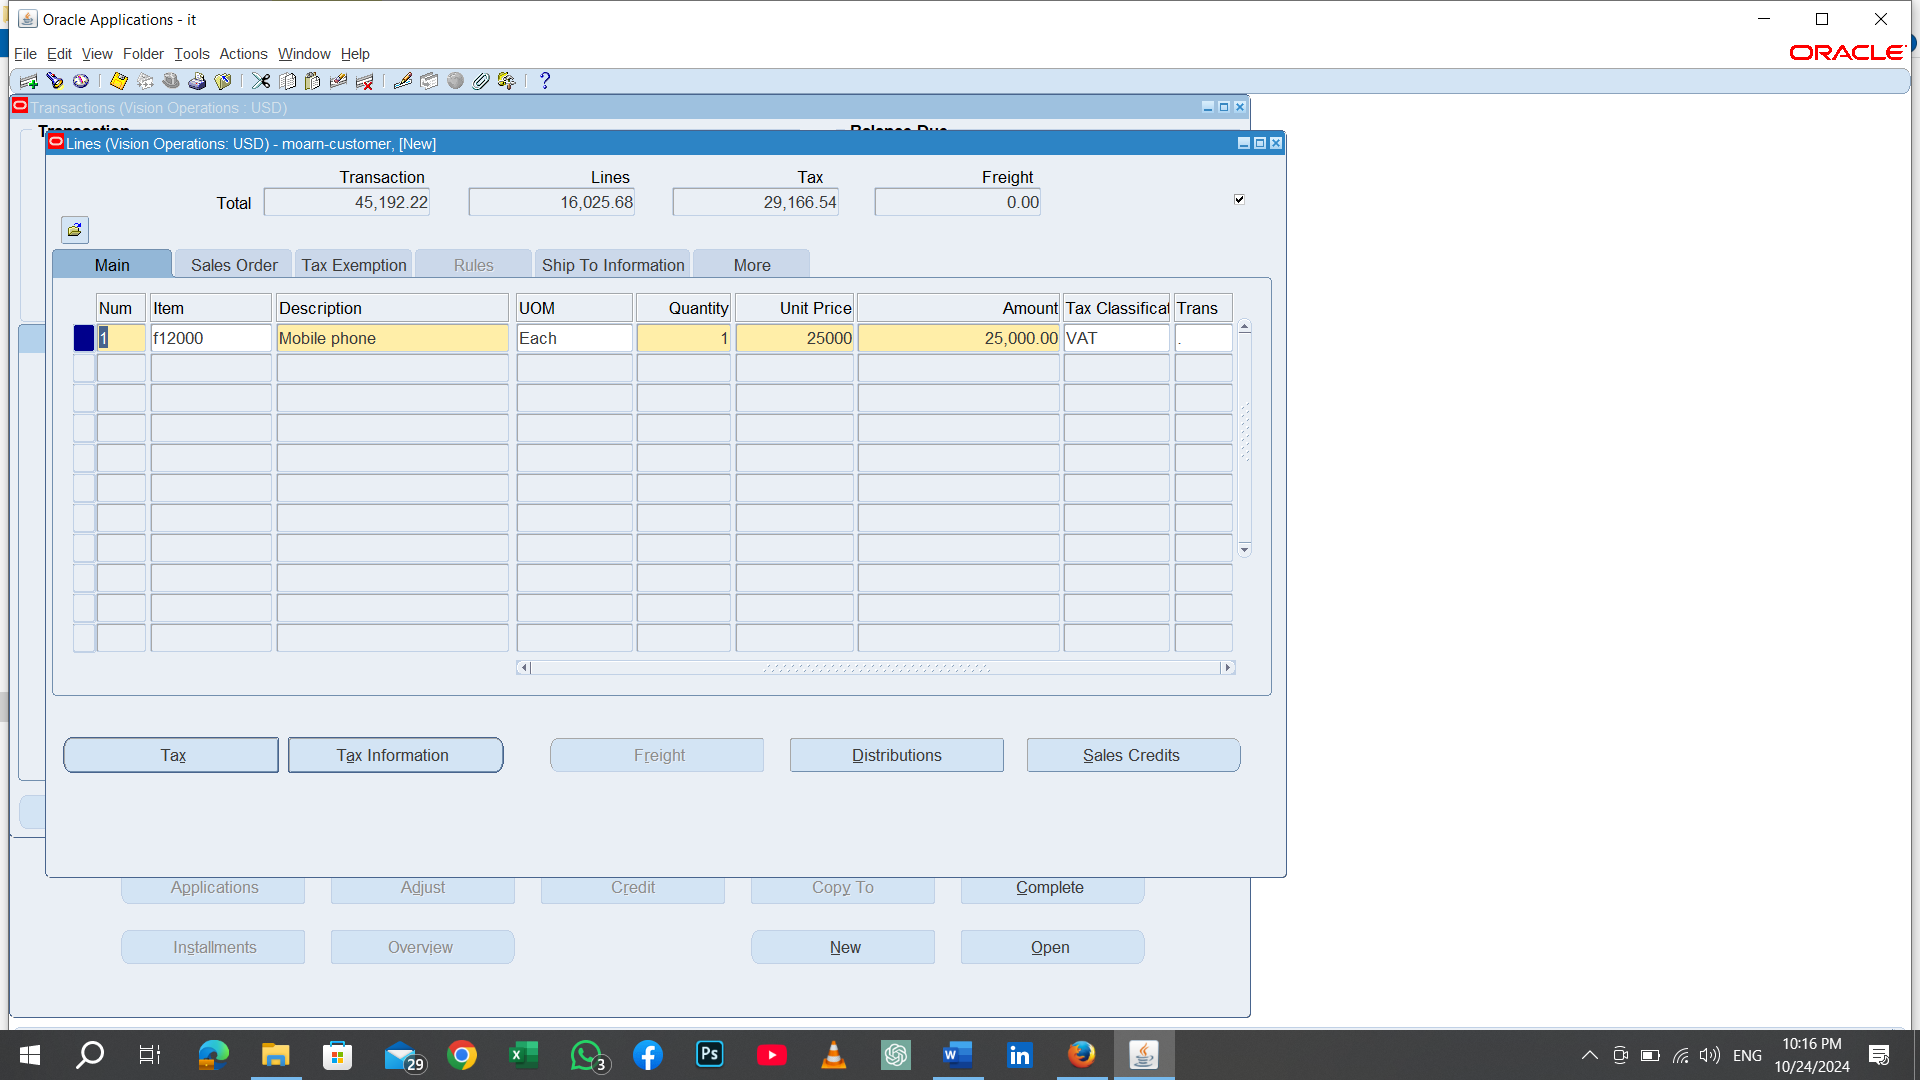 Oracle Applications - it
File Edit View Folder Tools Actions Window Help
ORACLE
Transactions (Vision Operations : USD)
Transaction Balance Due
Lines (Vision Operations: USD) - moarn-customer, [New]
Transaction Lines Tax Freight
Total 45,192.22 16,025.68 29,166.54 0.00
Main Sales Order Tax Exemption Rules Ship To Information More
Num Item Description UOM Quantity Unit Price Amount Tax Classificat Trans
1 f12000 Mobile phone Each 1 25000 25,000.00 VAT .
Tax Tax Information Freight Distributions Sales Credits
Applications Adjust Credit Copy To Complete
Installments Overview New Open
29 3 Ps W in ENG 10:16 PM
10/24/2024